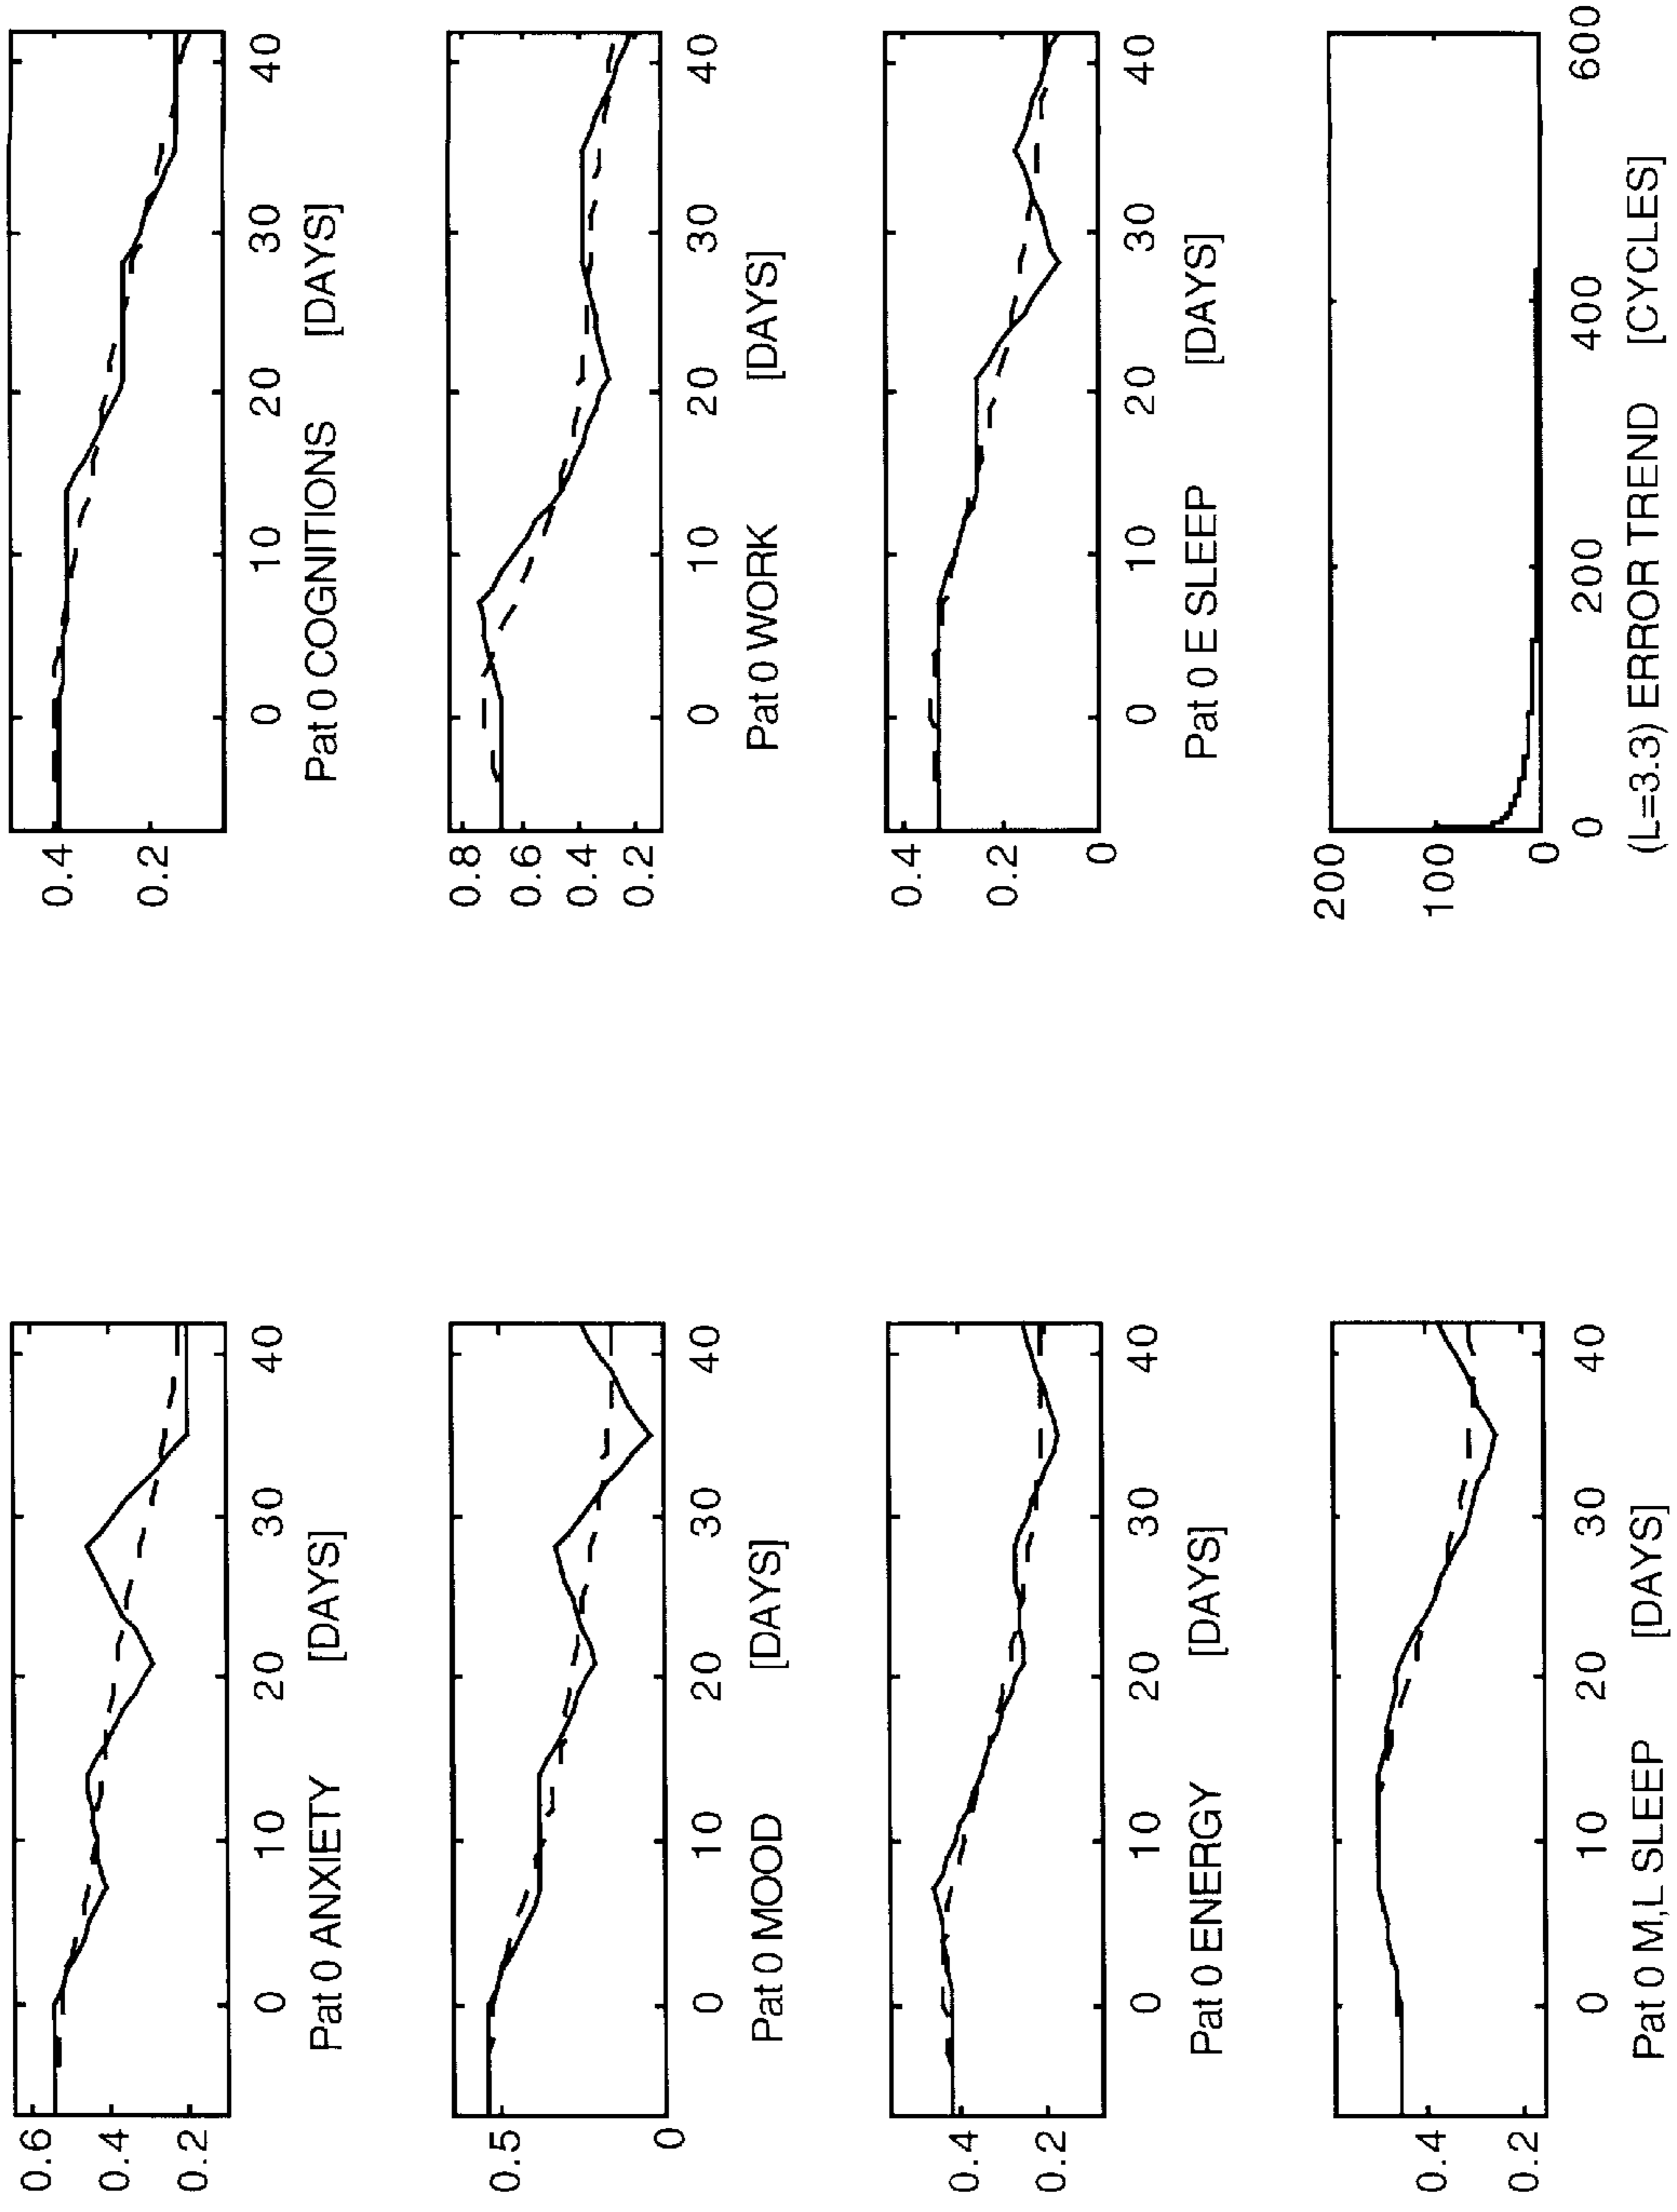 0.6
0.4
0.2
0 10 20 30 40
Pat 0 ANXIETY [DAYS]
0.4
0.2
0 10 20 30 40
Pat 0 COGNITIONS [DAYS]
0.5
0
0 10 20 30 40
Pat 0 MOOD [DAYS]
0.8
0.6
0.4
0.2
0 10 20 30 40
Pat 0 WORK [DAYS]
0.4
0.2
0 10 20 30 40
Pat 0 ENERGY [DAYS]
0.4
0.2
0
0 10 20 30 40
Pat 0 E SLEEP [DAYS]
0.4
0.2
0 10 20 30 40
Pat 0 M,L SLEEP [DAYS]
200
100
0
0 200 400 600
(L=3.3) ERROR TREND [CYCLES]